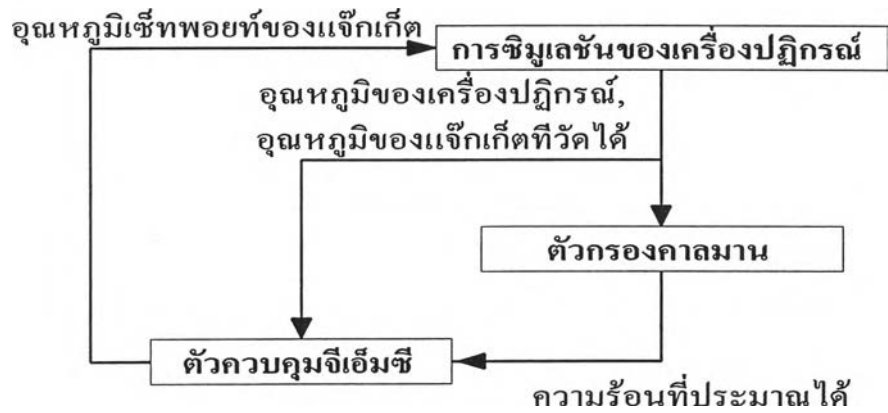 อุณหภูมิเซ็ทพอยท์ของแจ๊กเก็ต
การซิมูเลชันของเครื่องปฏิกรณ์
อุณหภูมิของเครื่องปฏิกรณ์,
อุณหภูมิของแจ๊กเก็ตทีวัดได้
ตัวกรองคาลมาน
ตัวควบคุมจีเอ็มซี
ความร้อนที่ประมาณได้